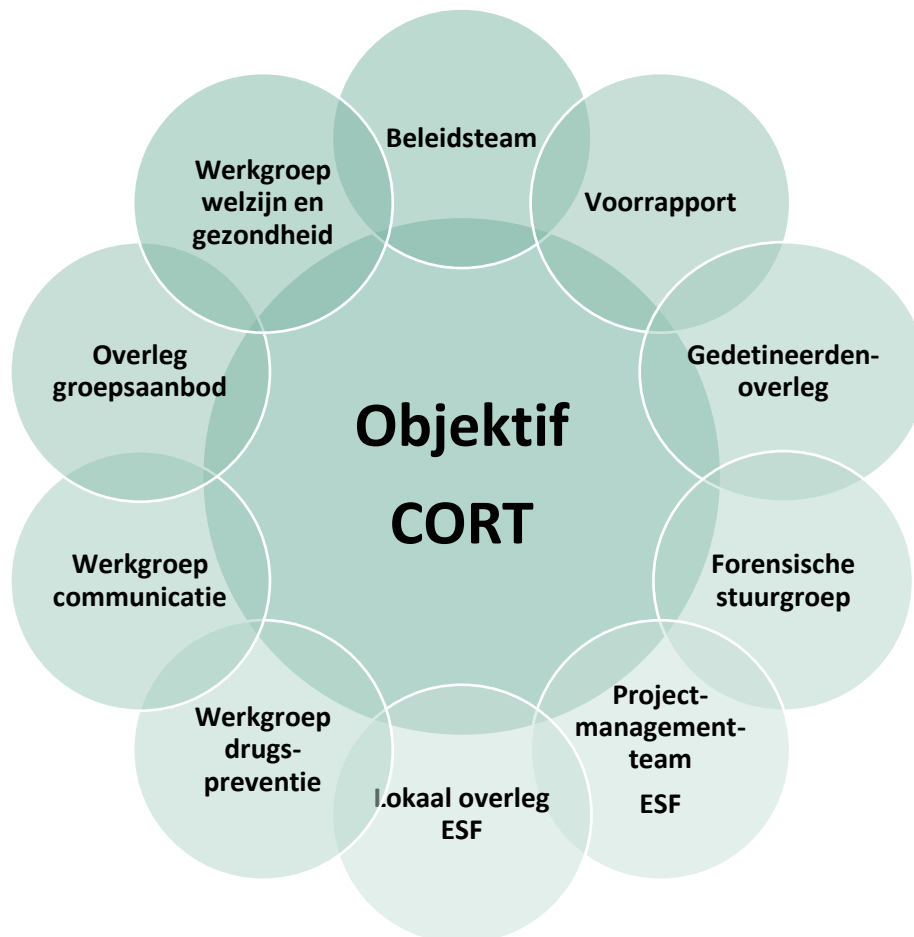 Beleidsteam
Voorrapport
Gedetineerden-
overleg
Forensische
stuurgroep
Project-
management-
team
ESF
Lokaal overleg
ESF
Werkgroep
drugs-
preventie
Werkgroep
communicatie
Overleg
groepsaanbod
Werkgroep
welzijn en
gezondheid
Objektif
CORT